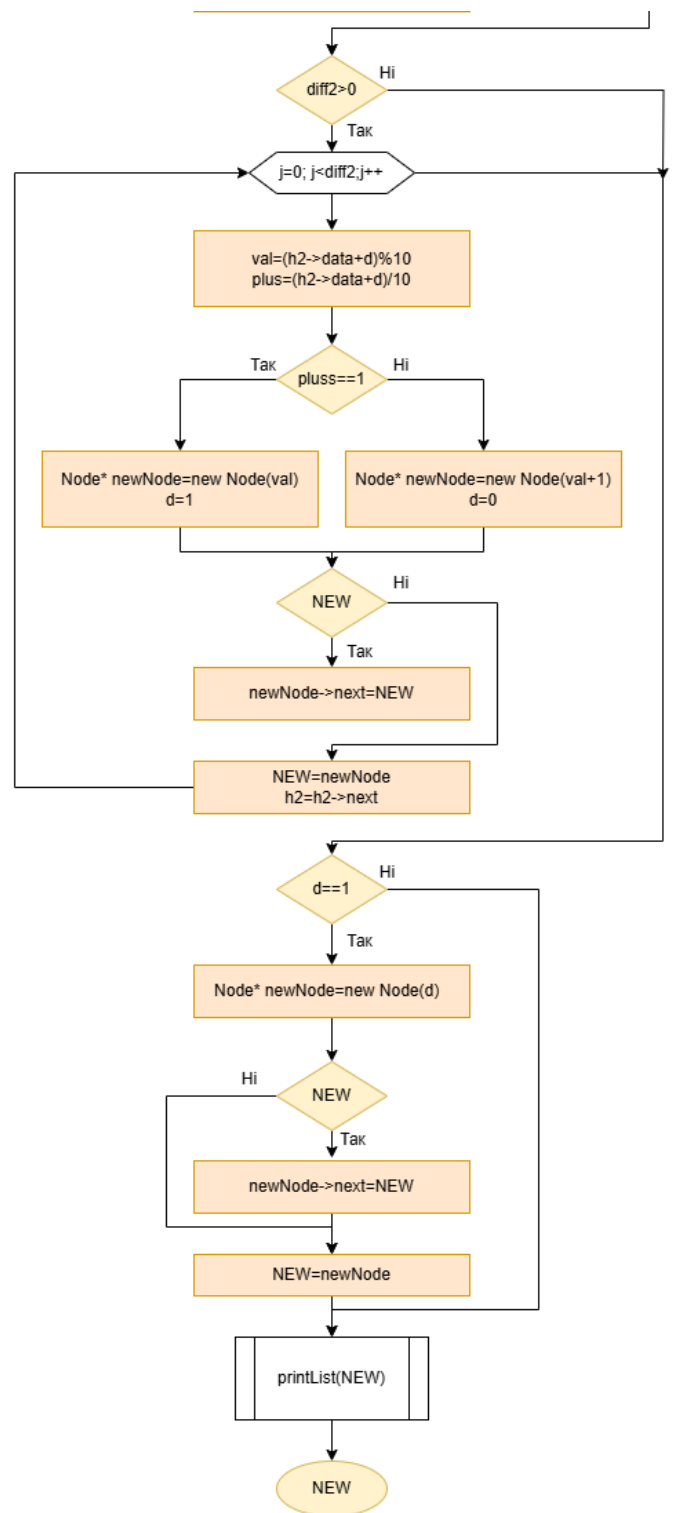 diff2>0
Ні
Так
j=0; j<diff2;j++
val=(h2->data+d)%10
plus=(h2->data+d)/10
Так
pluss==1
Ні
Node* newNode=new Node(val)
d=1
Node* newNode=new Node(val+1)
d=0
NEW
Ні
Так
newNode->next=NEW
NEW=newNode
h2=h2->next
d==1
Ні
Так
Node* newNode=new Node(d)
Ні
NEW
Так
newNode->next=NEW
NEW=newNode
printList(NEW)
NEW